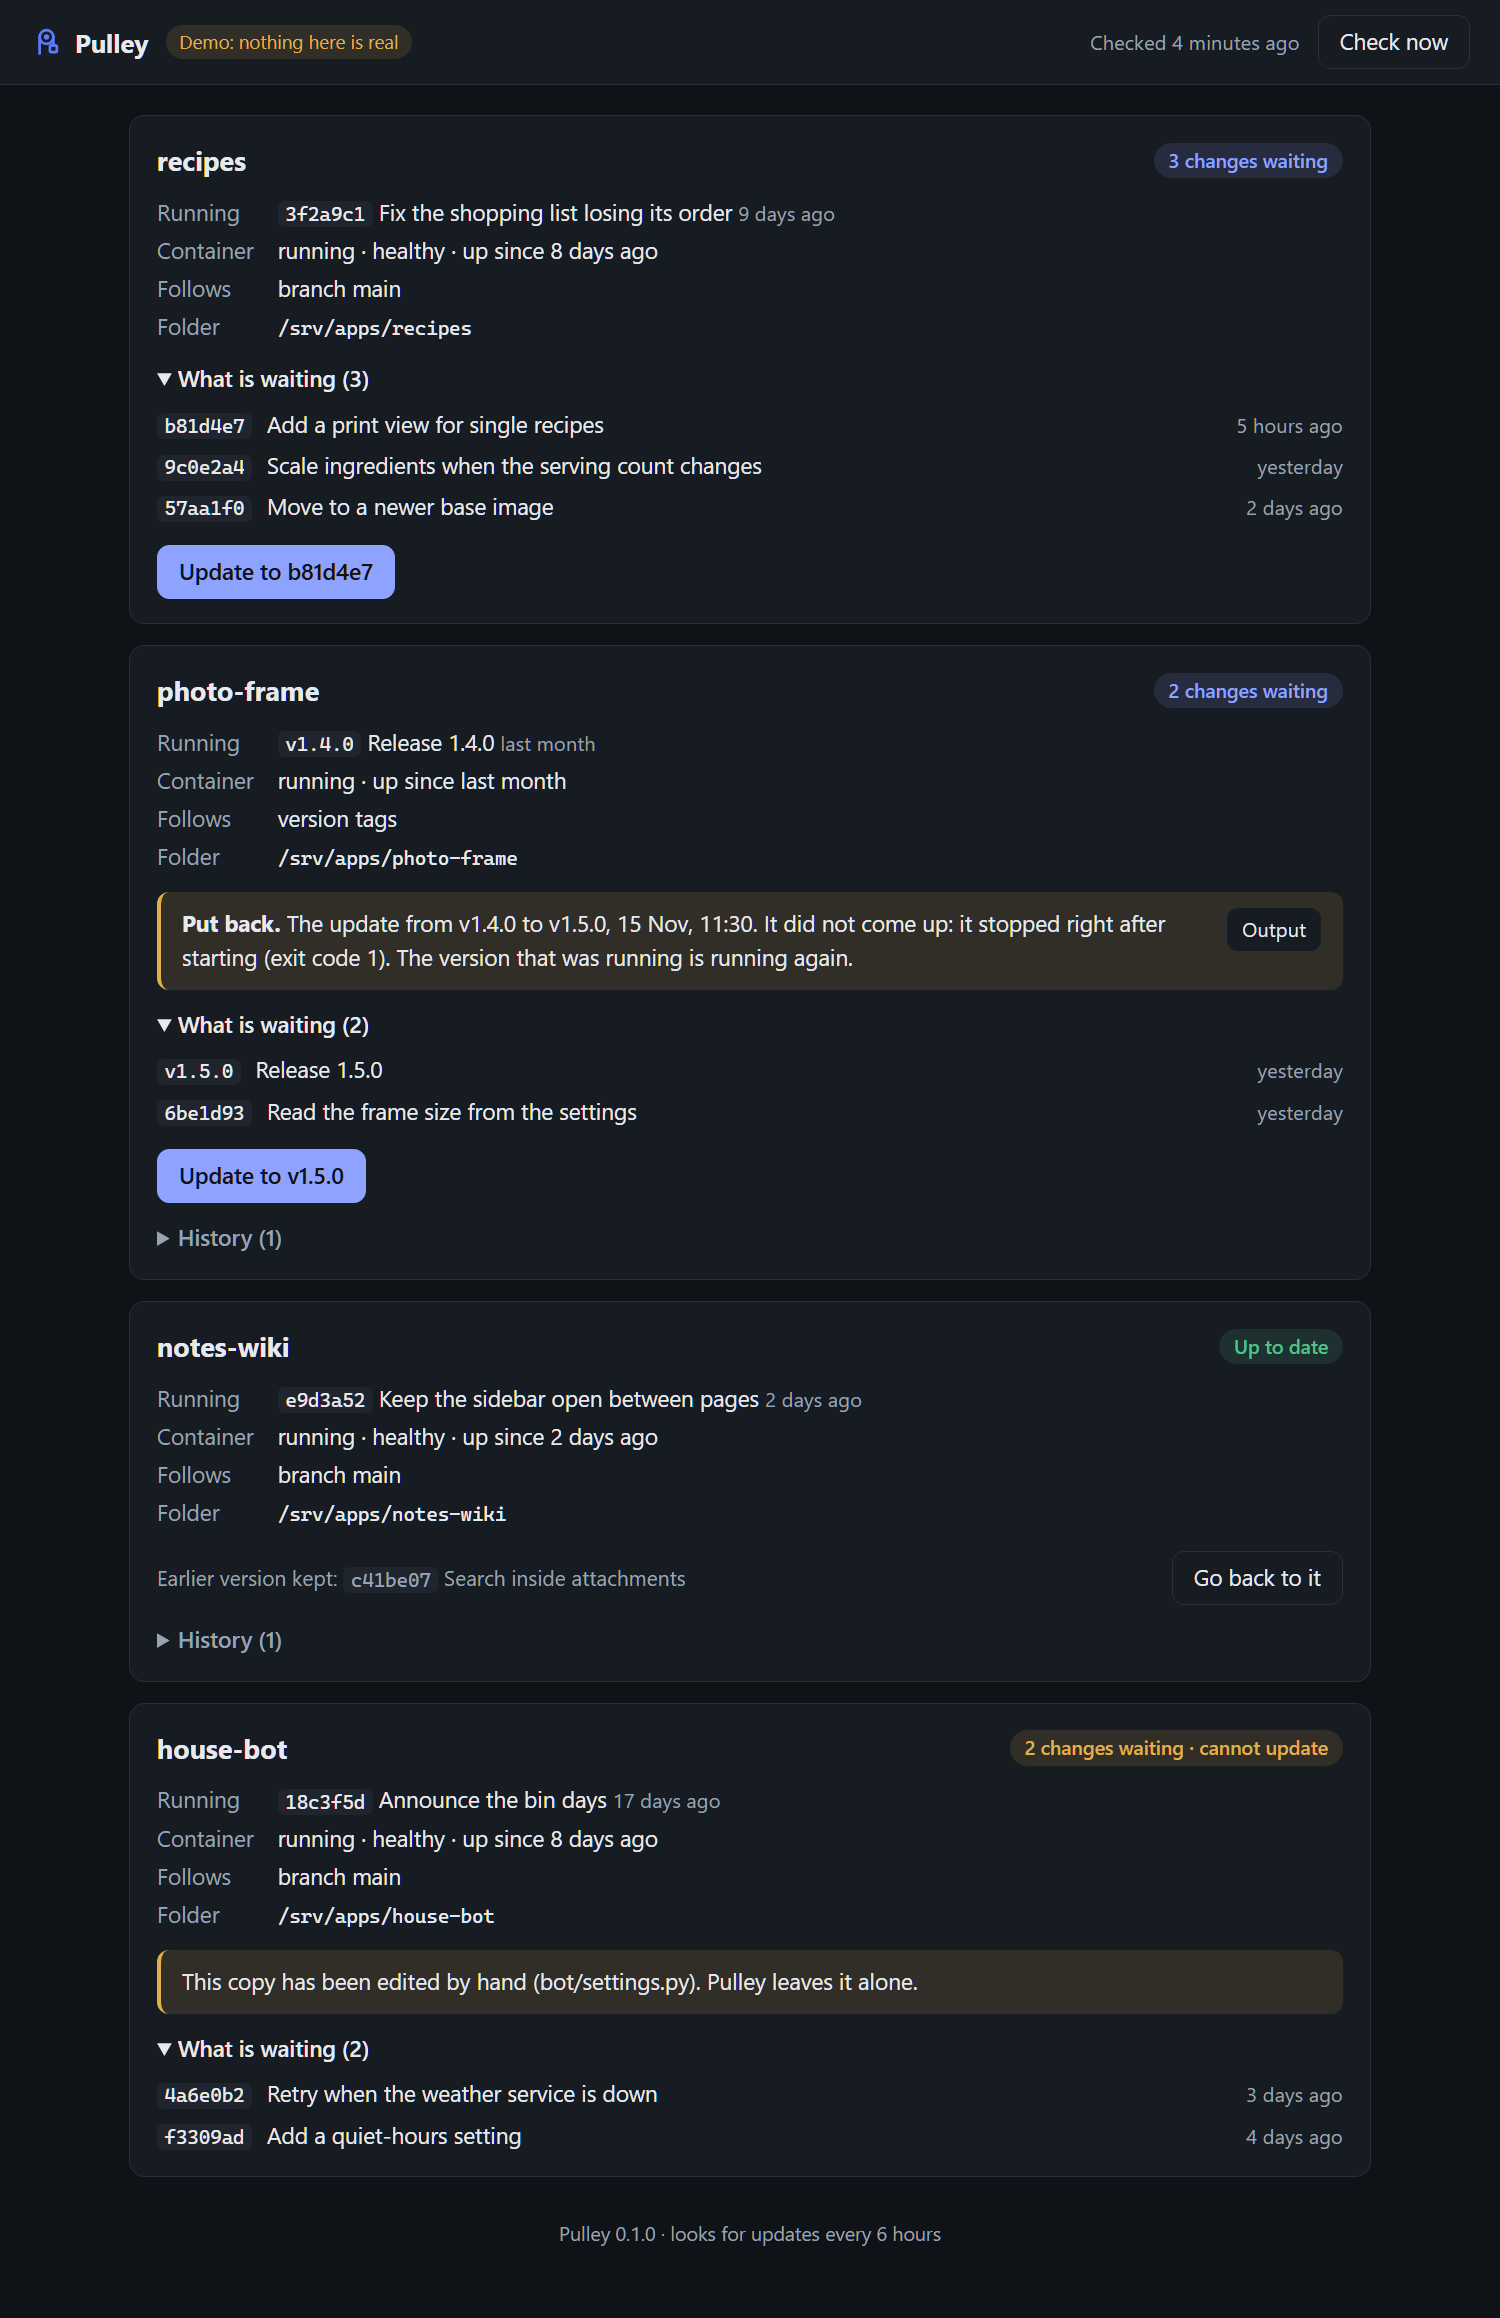 Pulley Demo: nothing here is real Checked 4 minutes ago Check now
recipes 3 changes waiting
Running 3f2a9c1 Fix the shopping list losing its order 9 days ago
Container running · healthy · up since 8 days ago
Follows branch main
Folder /srv/apps/recipes
▼ What is waiting (3)
b81d4e7 Add a print view for single recipes 5 hours ago
9c0e2a4 Scale ingredients when the serving count changes yesterday
57aa1f0 Move to a newer base image 2 days ago
Update to b81d4e7
photo-frame 2 changes waiting
Running v1.4.0 Release 1.4.0 last month
Container running · up since last month
Follows version tags
Folder /srv/apps/photo-frame
Put back. The update from v1.4.0 to v1.5.0, 15 Nov, 11:30. It did not come up: it stopped right after Output
starting (exit code 1). The version that was running is running again.
▼ What is waiting (2)
v1.5.0 Release 1.5.0 yesterday
6be1d93 Read the frame size from the settings yesterday
Update to v1.5.0
▶ History (1)
notes-wiki Up to date
Running e9d3a52 Keep the sidebar open between pages 2 days ago
Container running · healthy · up since 2 days ago
Follows branch main
Folder /srv/apps/notes-wiki
Earlier version kept: c41be07 Search inside attachments Go back to it
▶ History (1)
house-bot 2 changes waiting · cannot update
Running 18c3f5d Announce the bin days 17 days ago
Container running · healthy · up since 8 days ago
Follows branch main
Folder /srv/apps/house-bot
This copy has been edited by hand (bot/settings.py). Pulley leaves it alone.
▼ What is waiting (2)
4a6e0b2 Retry when the weather service is down 3 days ago
f3309ad Add a quiet-hours setting 4 days ago
Pulley 0.1.0 · looks for updates every 6 hours